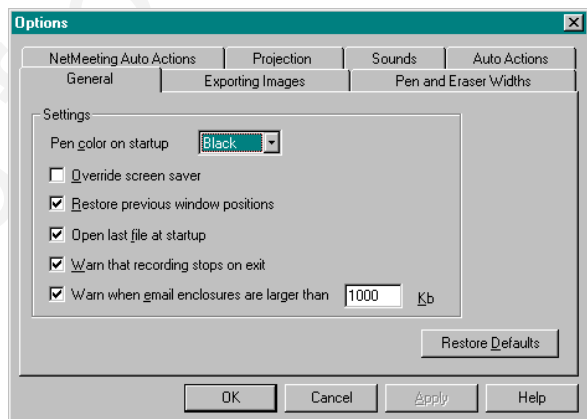 Options
NetMeeting Auto Actions Projection Sounds Auto Actions
General Exporting Images Pen and Eraser Widths
Settings
Pen color on startup Black
Override screen saver
Restore previous window positions
Open last file at startup
Warn that recording stops on exit
Warn when email enclosures are larger than 1000 Kb
Restore Defaults
OK Cancel Apply Help